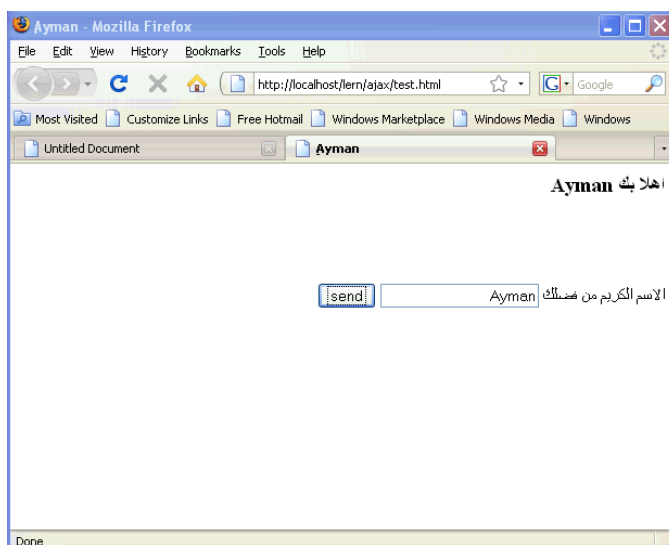 Ayman - Mozilla Firefox
File Edit View History Bookmarks Tools Help
http://localhost/lern/ajax/test.html G Google
Most Visited Customize Links Free Hotmail Windows Marketplace Windows Media Windows
Untitled Document Ayman
اهلا بك Ayman
الاسم الكريم من فضلك Ayman send
Done